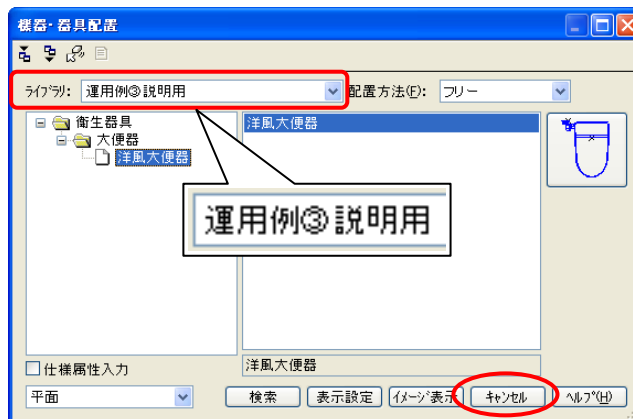 機器・器具配置
ライブラリ: 運用例③説明用 配置方法(F): フリー
衛生器具
大便器
洋風大便器
洋風大便器
運用例③説明用
仕様属性入力
洋風大便器
平面 検索 表示設定 イメージ表示 キャンセル ヘルプ(H)